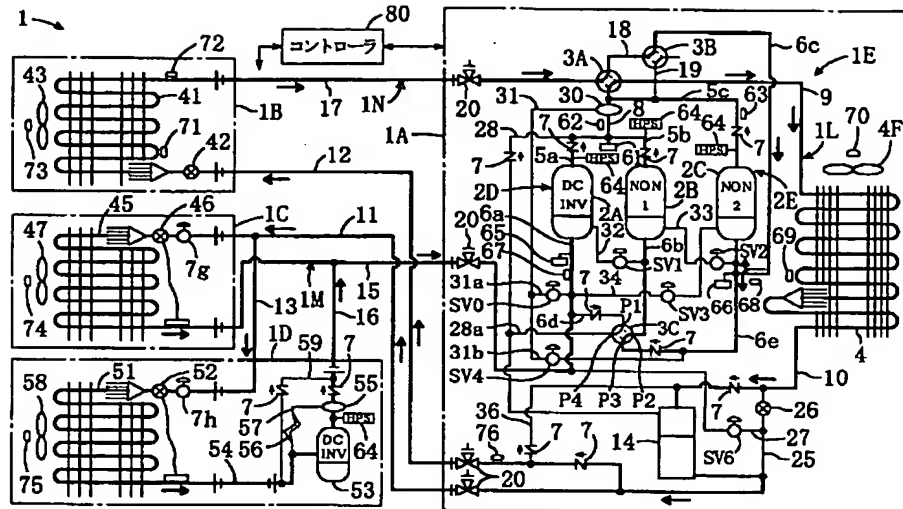 1
80
コントローラ
72
43
41
1B
17
1N
71
73
42
12
18
3A
3B
19
6c
1E
20
31
30
5c
63
9
1A
28
62
8
64
5b
7
5a
HPS
64
HPS
64
HPS
7
70
4F
1L
2D
DC
INV
2A
6a
65
67
NON
1
2B
6b
2C
NON
2
2E
33
32
SV1
SV2
45
46
1C
47
7g
11
74
1M
15
13
16
20
31a
SV0
34
7
P1
SV3
66
68
69
6d
3C
28a
31b
SV4
7
6e
4
10
P4
P3
P2
51
52
1D
59
7
58
7h
7
55
57
HPS
64
56
DC
INV
54
53
75
36
76
7
7
14
7
26
SV6
27
25
20